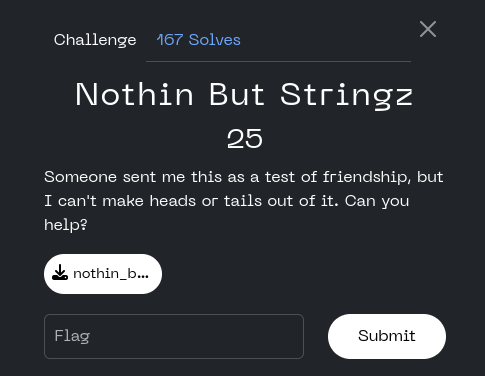 Challenge 167 Solves
Nothin But Stringz
25
Someone sent me this as a test of friendship, but
I can't make heads or tails out of it. Can you
help?
nothin_b...
Flag Submit